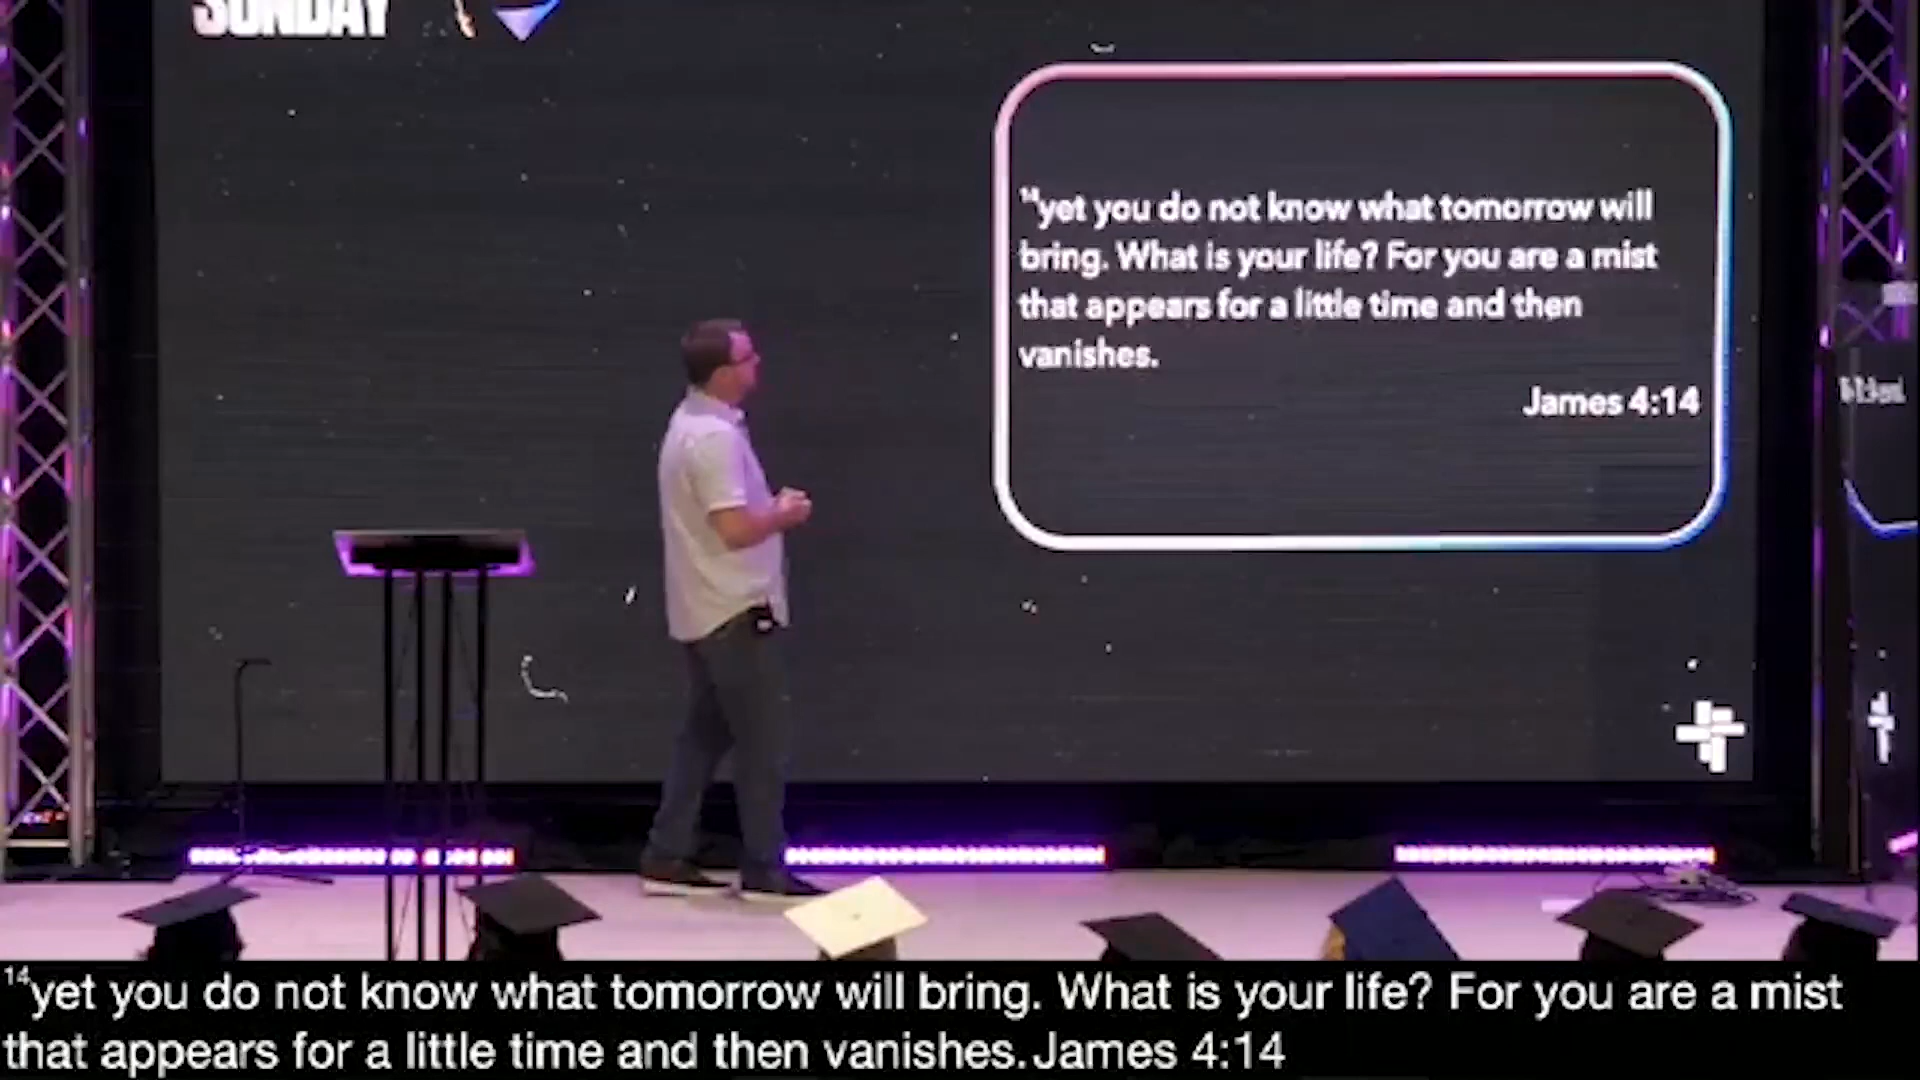 SUNDAY
14yet you do not know what tomorrow will
bring. What is your life? For you are a mist
that appears for a little time and then
vanishes.
James 4:14
14yet you do not know what tomorrow will bring. What is your life? For you are a mist
that appears for a little time and then vanishes. James 4:14